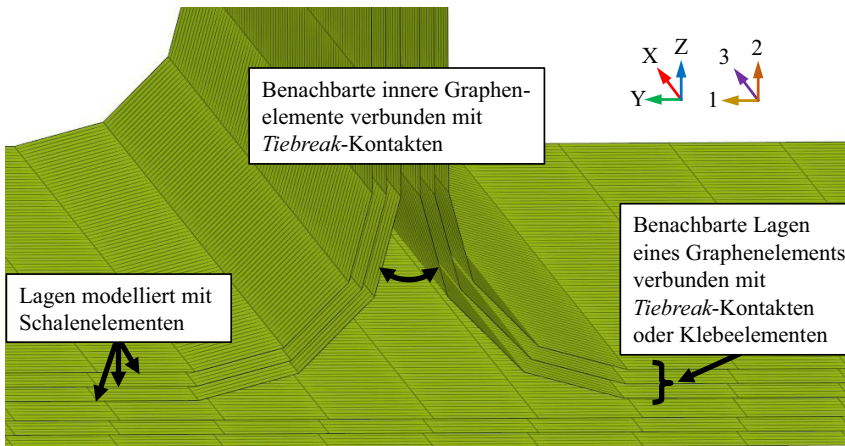 Benachbarte innere Graphen-
elemente verbunden mit
Tiebreak-Kontakten
X
Z
Y
3
2
1
Benachbarte Lagen
eines Graphenelements
verbunden mit
Tiebreak-Kontakten
oder Klebeelementen
Lagen modelliert mit
Schalenelementen